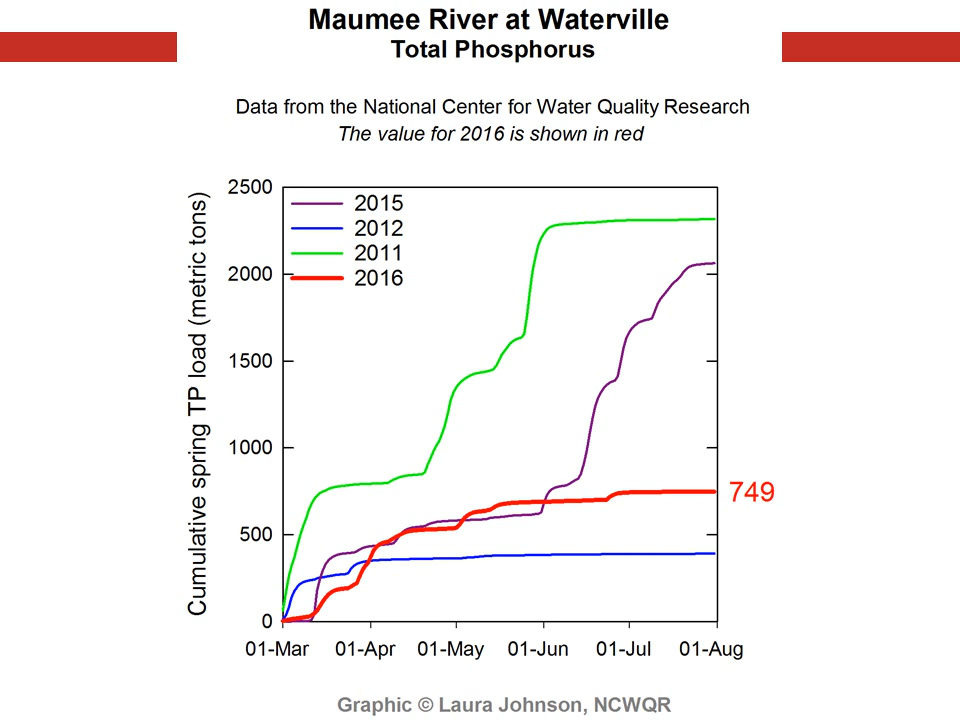 Maumee River at Waterville
Total Phosphorus
Data from the National Center for Water Quality Research
The value for 2016 is shown in red
Cumulative spring TP load (metric tons)
2500
2000
1500
1000
500
0
2015
2012
2011
2016
749
01-Mar 01-Apr 01-May 01-Jun 01-Jul 01-Aug
Graphic © Laura Johnson, NCWQR